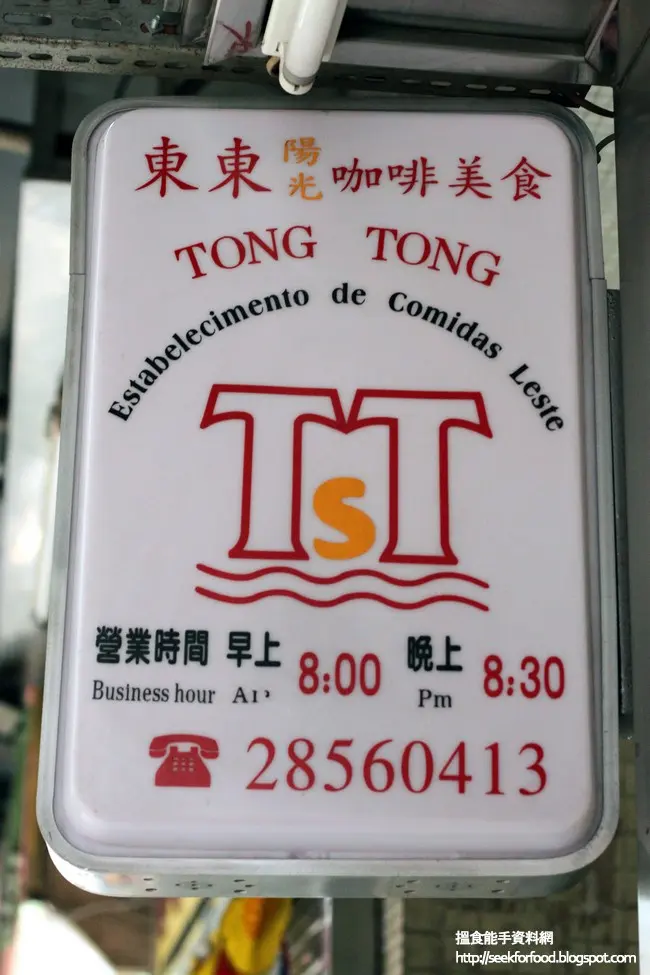 東東陽光咖啡美食
TONG TONG
Estabelecimento de Comidas Leste
TsT
營業時間 早上 8:00 晚上 8:30
Business hour Pm
28560413
搵食能手資料網
http://seekforfood.blogspot.com